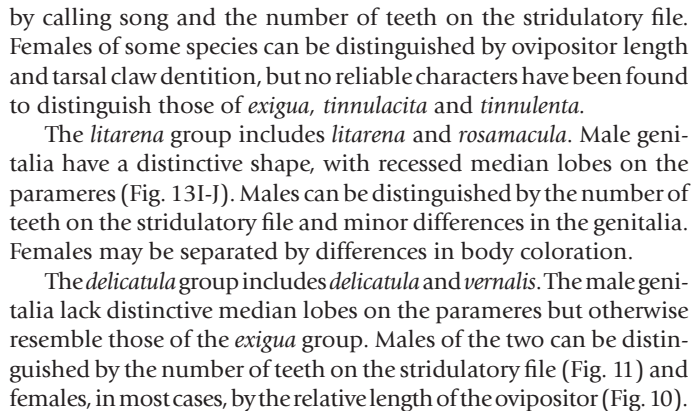 by calling song and the number of teeth on the stridulatory file.
Females of some species can be distinguished by ovipositor length
and tarsal claw dentition, but no reliable characters have been found
to distinguish those of exigua, tinnulacita and tinnulenta.
The litarena group includes litarena and rosamacula. Male geni-
talia have a distinctive shape, with recessed median lobes on the
parameres (Fig. 13I-J). Males can be distinguished by the number of
teeth on the stridulatory file and minor differences in the genitalia.
Females may be separated by differences in body coloration.
The delicatula group includes delicatula and vernalis. The male geni-
talia lack distinctive median lobes on the parameres but otherwise
resemble those of the exigua group. Males of the two can be distin-
guished by the number of teeth on the stridulatory file (Fig. 11) and
females, in most cases, by the relative length of the ovipositor (Fig. 10).